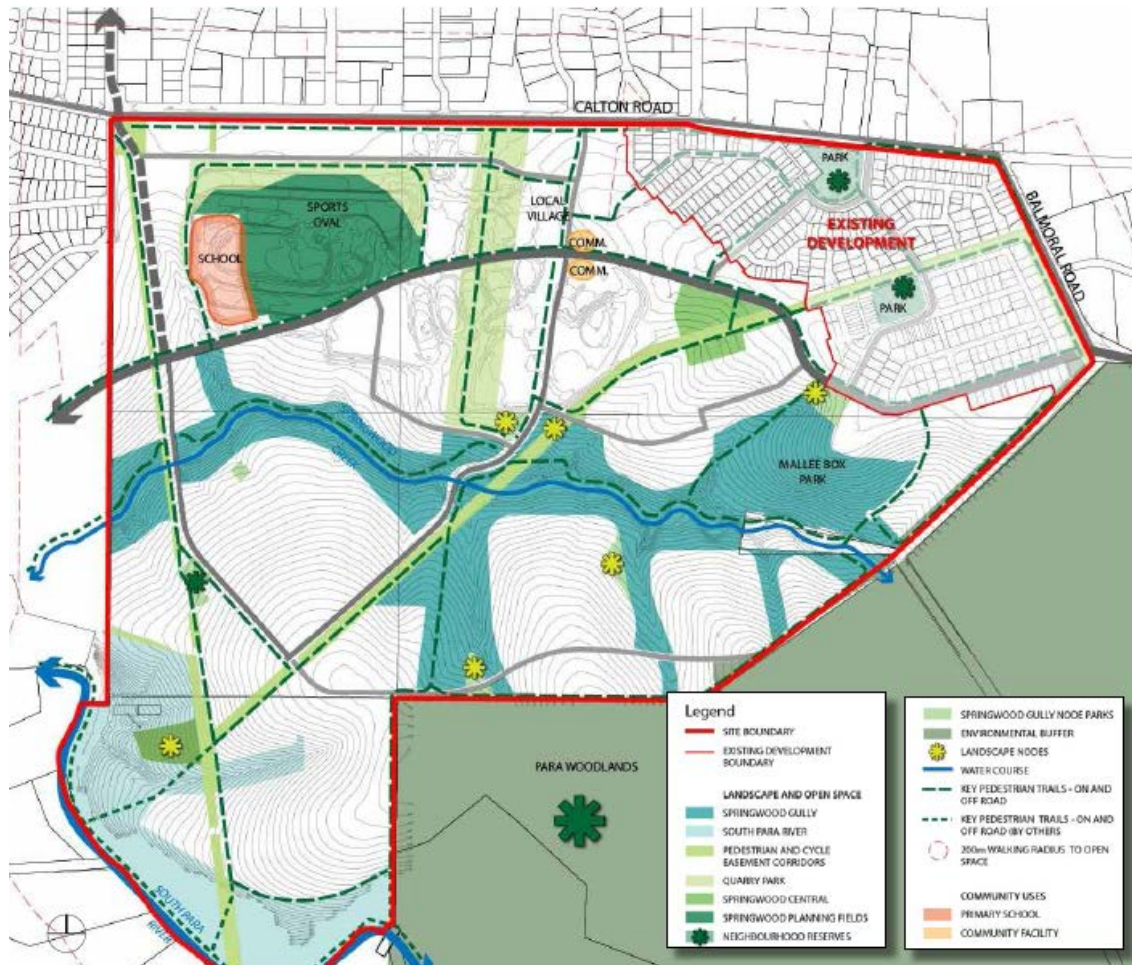 CALTON ROAD
PARK
BALMORAL ROAD
SPORTS
OVAL
LOCAL
VILLAGE
EXISTING
DEVELOPMENT
SCHOOL
COMM.
COMM.
PARK
CREEK
MALLEE BOX
PARK
PARA WOODLANDS
SOUTH PARA
RIVER
Legend
SITE BOUNDARY
EXISTING DEVELOPMENT
BOUNDARY
LANDSCAPE AND OPEN SPACE
SPRINGWOOD GULLY
SOUTH PARA RIVER
PEDESTRIAN AND CYCLE
EASEMENT CORRIDORS
QUARRY PARK
SPRINGWOOD CENTRAL
SPRINGWOOD PLANNING FIELDS
NEIGHBOURHOOD RESERVES
SPRINGWOOD GULLY NODE PARKS
ENVIRONMENTAL BUFFER
LANDSCAPE NODES
WATER COURSE
KEY PEDESTRIAN TRAILS - ON AND
OFF ROAD
KEY PEDESTRIAN TRAILS - ON AND
OFF ROAD (BY OTHERS
200m WALKING RADIUS TO OPEN
SPACE
COMMUNITY USES
PRIMARY SCHOOL
COMMUNITY FACILITY